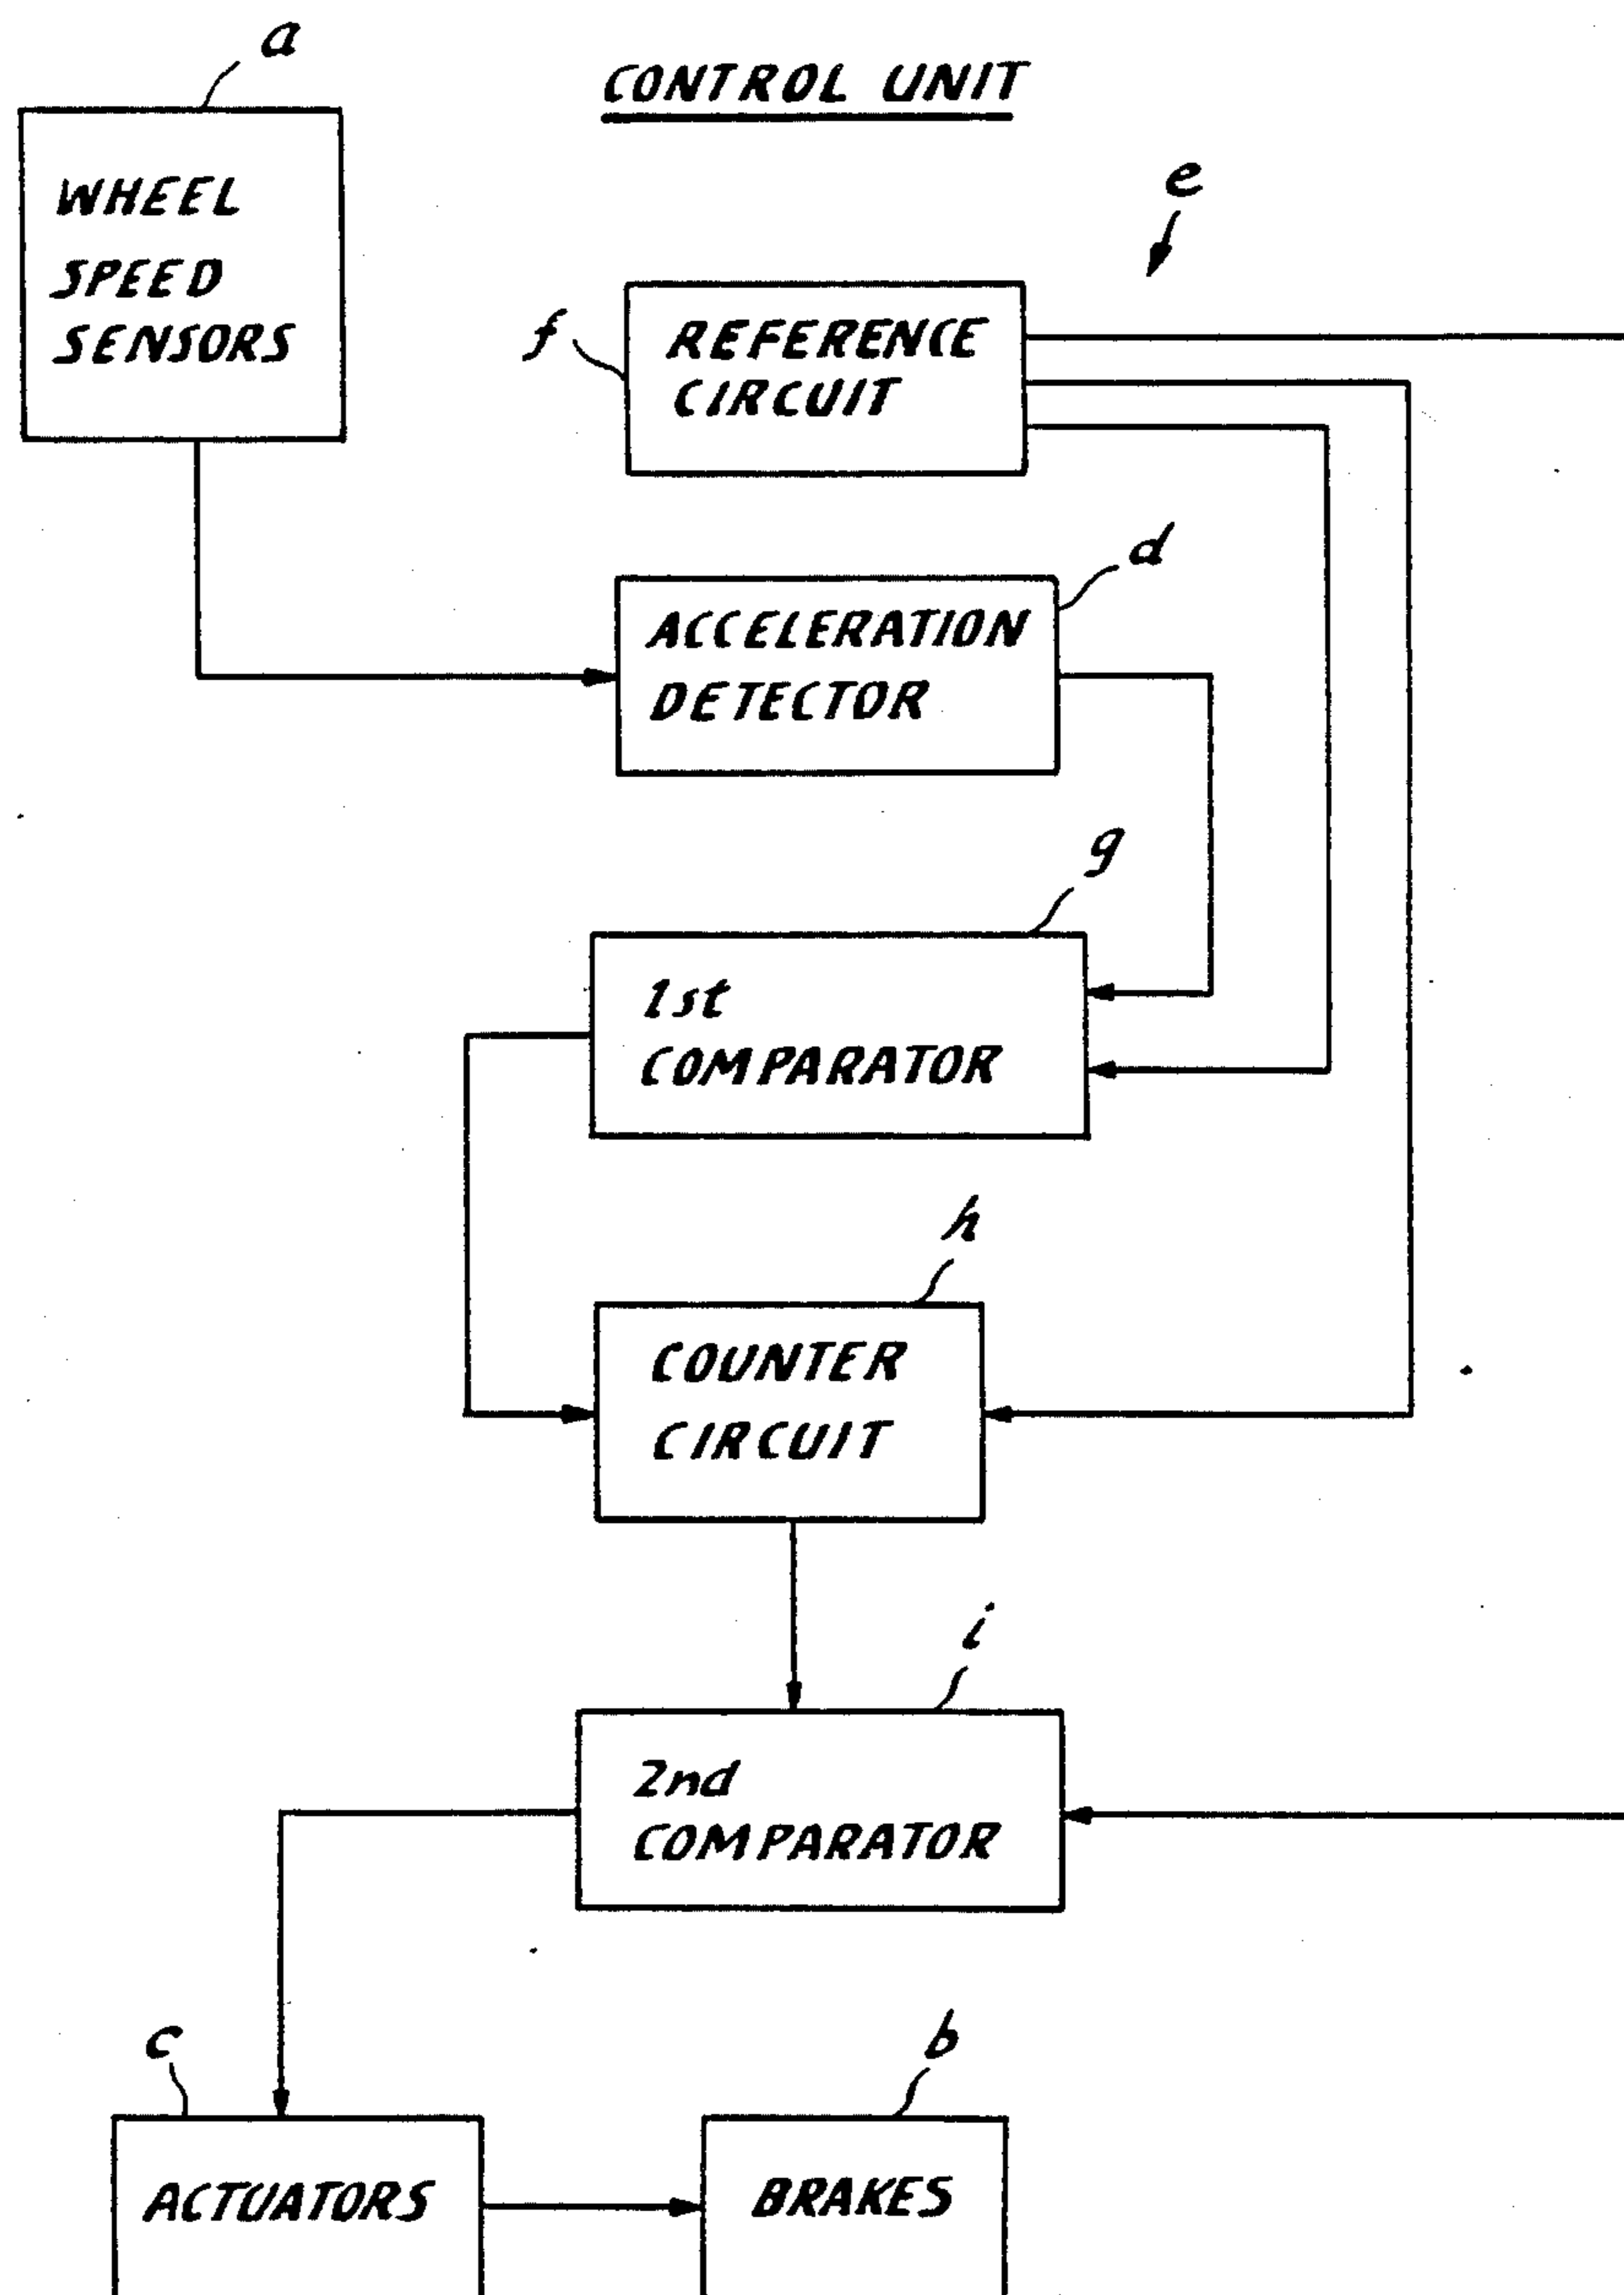 a
CONTROL UNIT
WHEEL
SPEED
SENSORS
e
f
REFERENCE
CIRCUIT
d
ACCELERATION
DETECTOR
g
1st
COMPARATOR
h
COUNTER
CIRCUIT
i
2nd
COMPARATOR
c
b
ACTUATORS
BRAKES